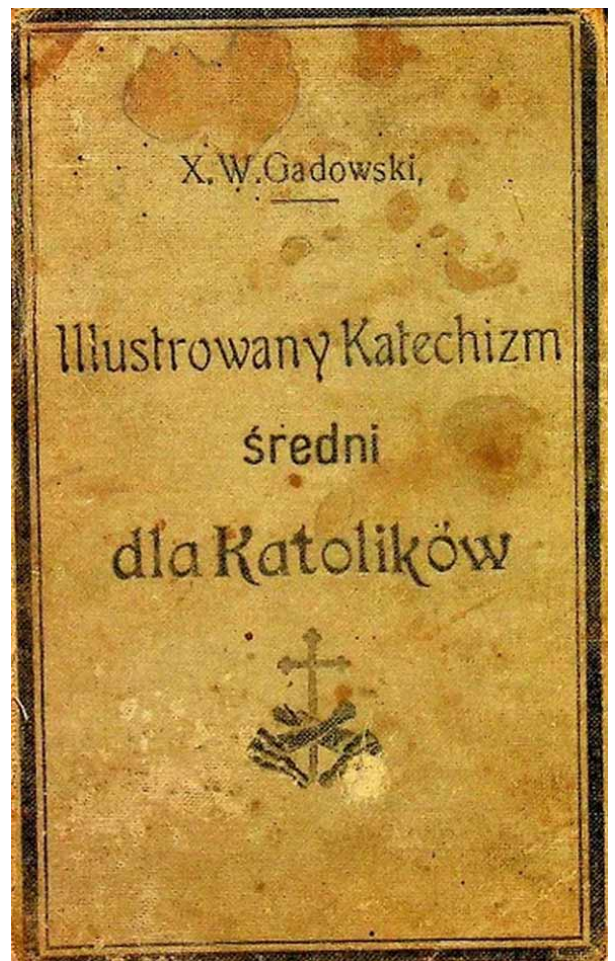 X. W. Gadowski,
Illustrowany Katechizm
średni
dla Katolików